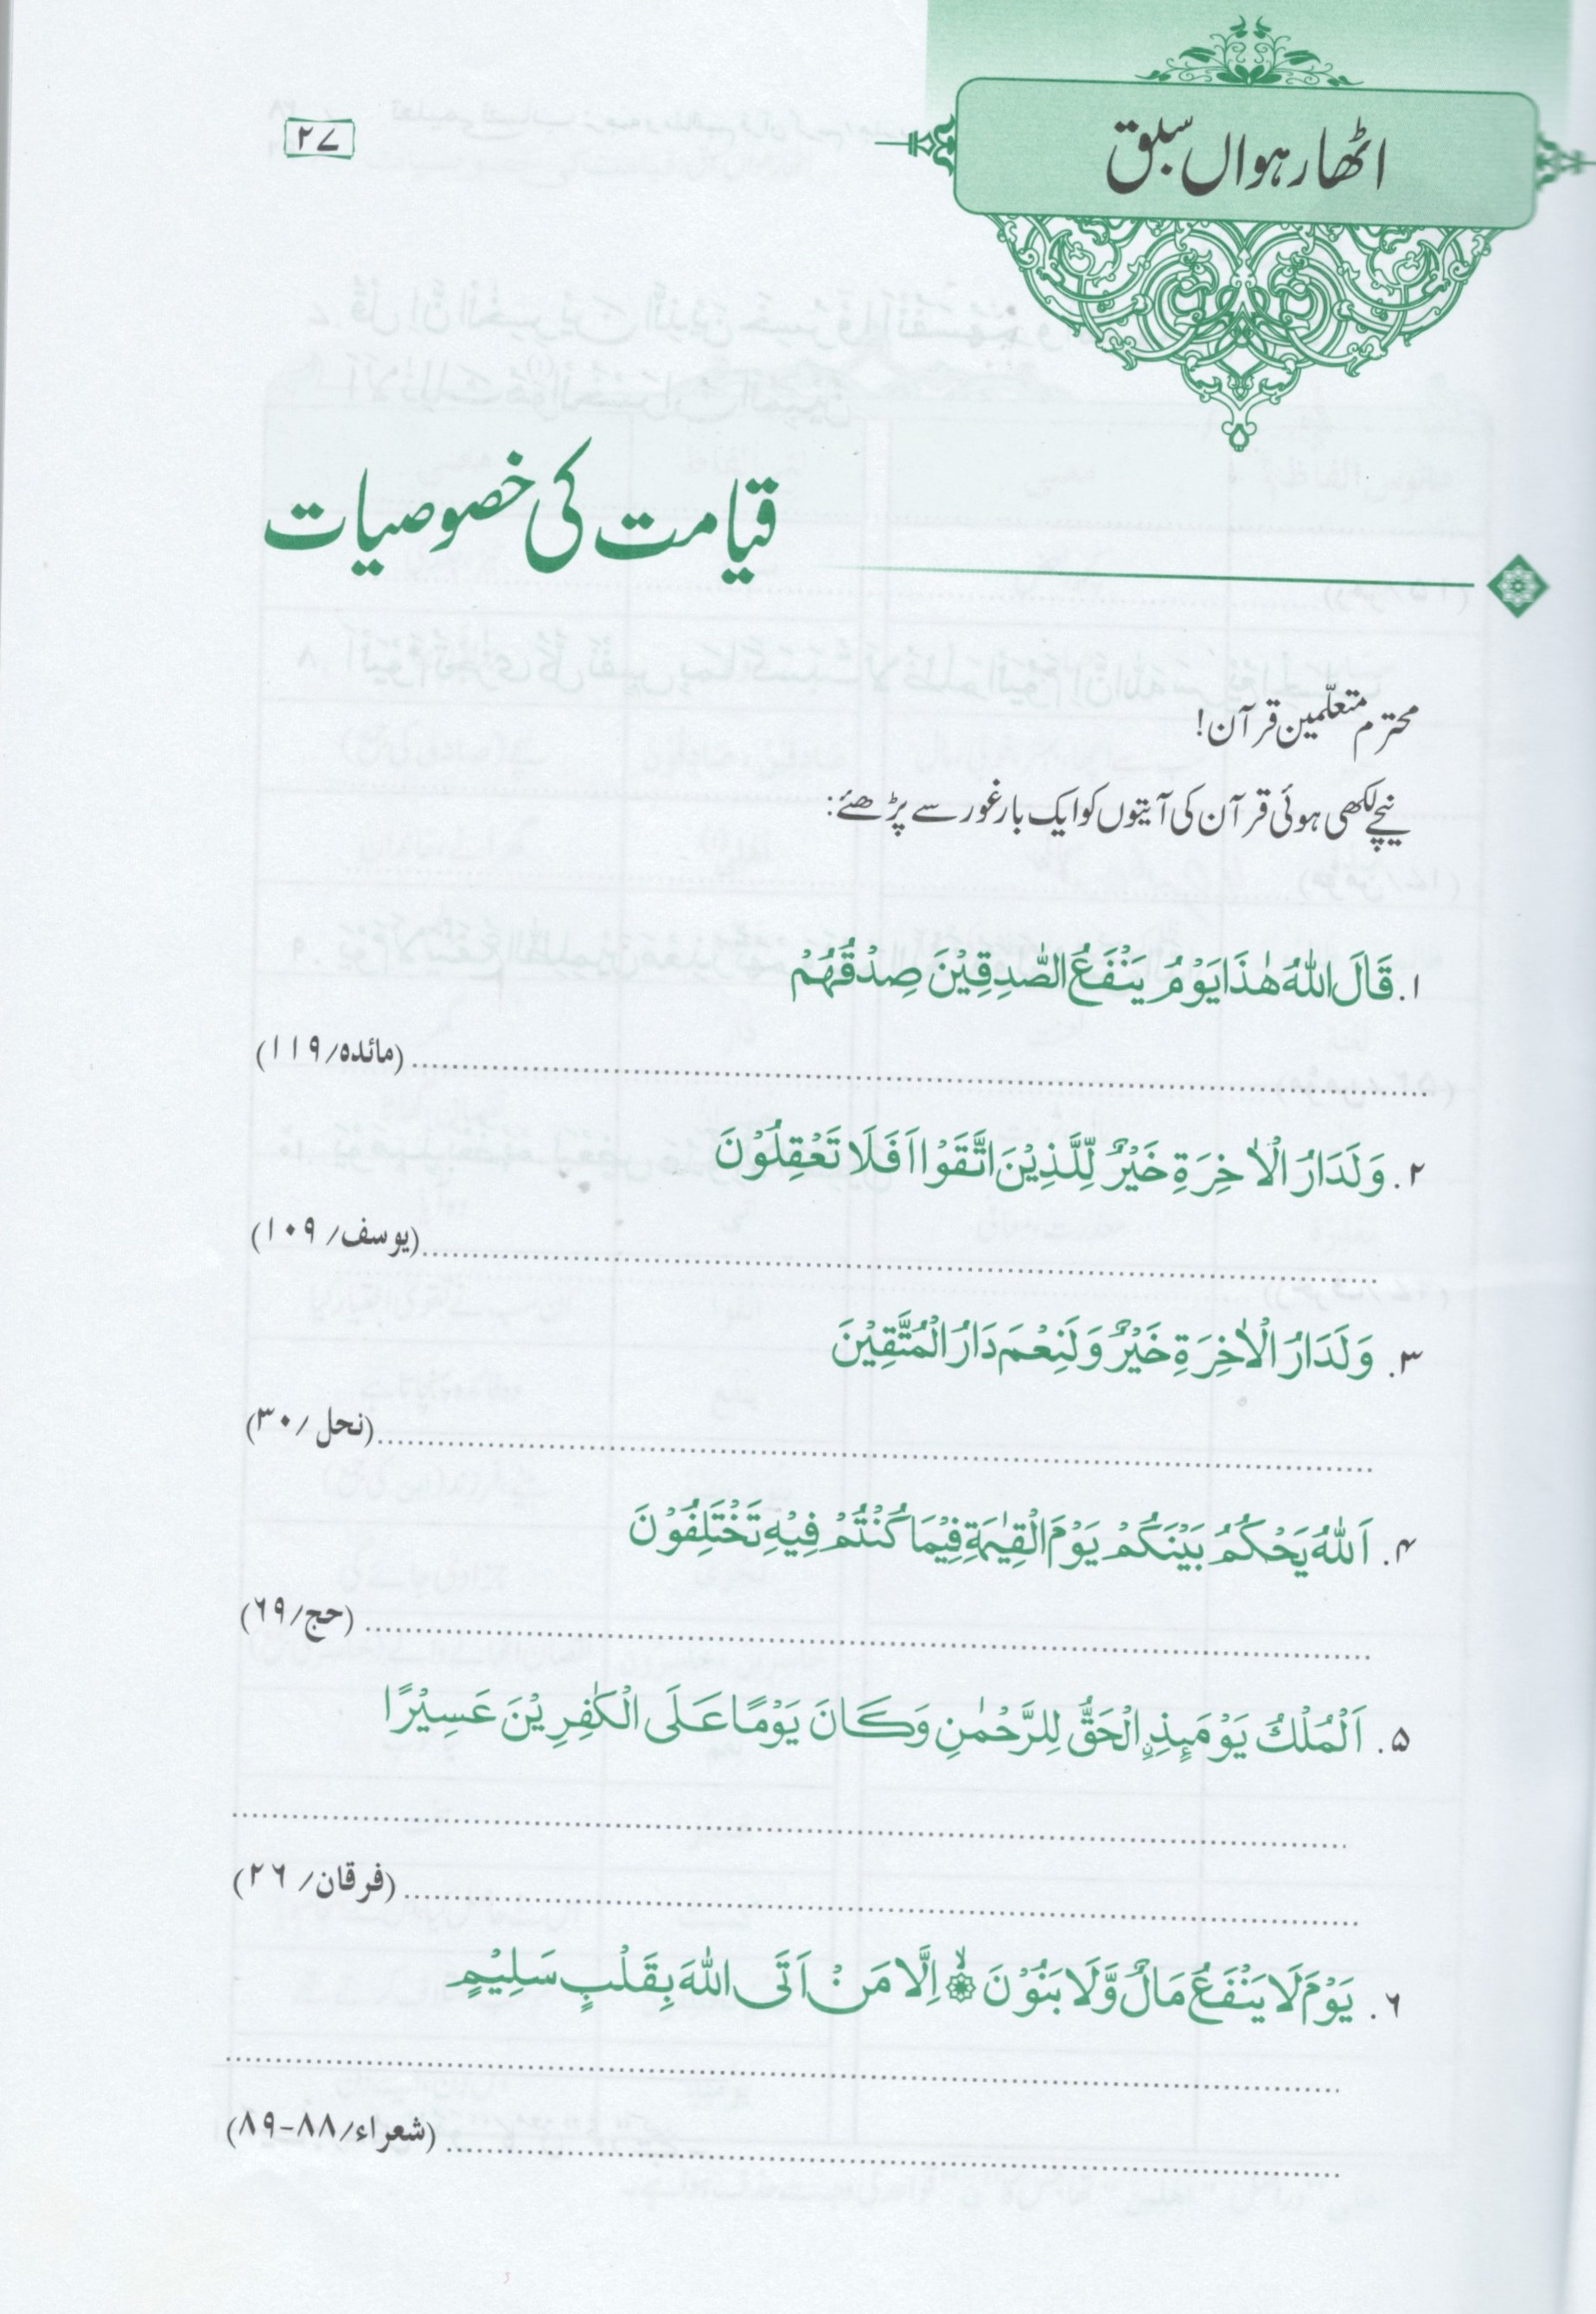 ۲۷
اٹھارہواں سبق
قیامت کی خصوصیات
محترم متعلّمین قرآن!
نیچے لکھی ہوئی قرآن کی آیتوں کو ایک بار غور سے پڑھئے:
۱. قَالَ اللّٰهُ هٰذَا يَوْمُ يَنْفَعُ الصّٰدِقِيْنَ صِدْقُهُمْ
(مائدہ/۱۱۹)
۲. وَلَدَارُ الْاٰخِرَةِ خَيْرٌ لِّلَّذِيْنَ اتَّقَوْا اَفَلَا تَعْقِلُوْنَ
(یوسف/۱۰۹)
۳. وَلَدَارُ الْاٰخِرَةِ خَيْرٌ وَلَنِعْمَ دَارُ الْمُتَّقِيْنَ
(نحل/۳۰)
۴. اَللّٰهُ يَحْكُمُ بَيْنَكُمْ يَوْمَ الْقِيٰمَةِ فِيْمَا كُنْتُمْ فِيْهِ تَخْتَلِفُوْنَ
(حج/۶۹)
۵. اَلْمُلْكُ يَوْمَىِٕذِ ۨالْحَقُّ لِلرَّحْمٰنِ وَكَانَ يَوْمًا عَلَى الْكٰفِرِيْنَ عَسِيْرًا
(فرقان/۲۶)
۶. يَوْمَ لَا يَنْفَعُ مَالٌ وَّلَا بَنُوْنَ ۙ اِلَّا مَنْ اَتَى اللّٰهَ بِقَلْبٍ سَلِيْمٍ
(شعراء/۸۸-۸۹)